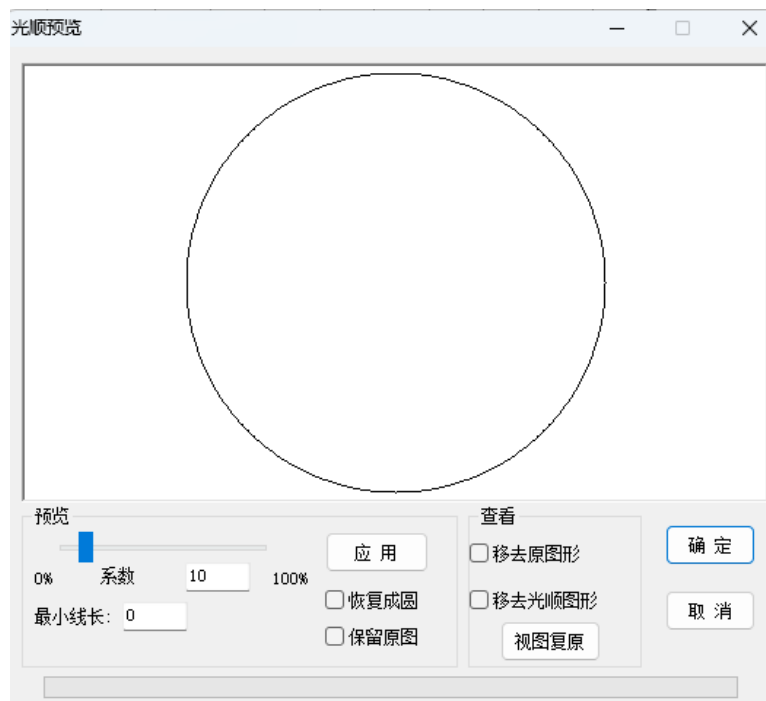 光顺预览
预览
0%
系数
10
100%
最小线长：
0
应 用
恢复成圆
保留原图
查看
移去原图形
移去光顺图形
视图复原
确 定
取 消